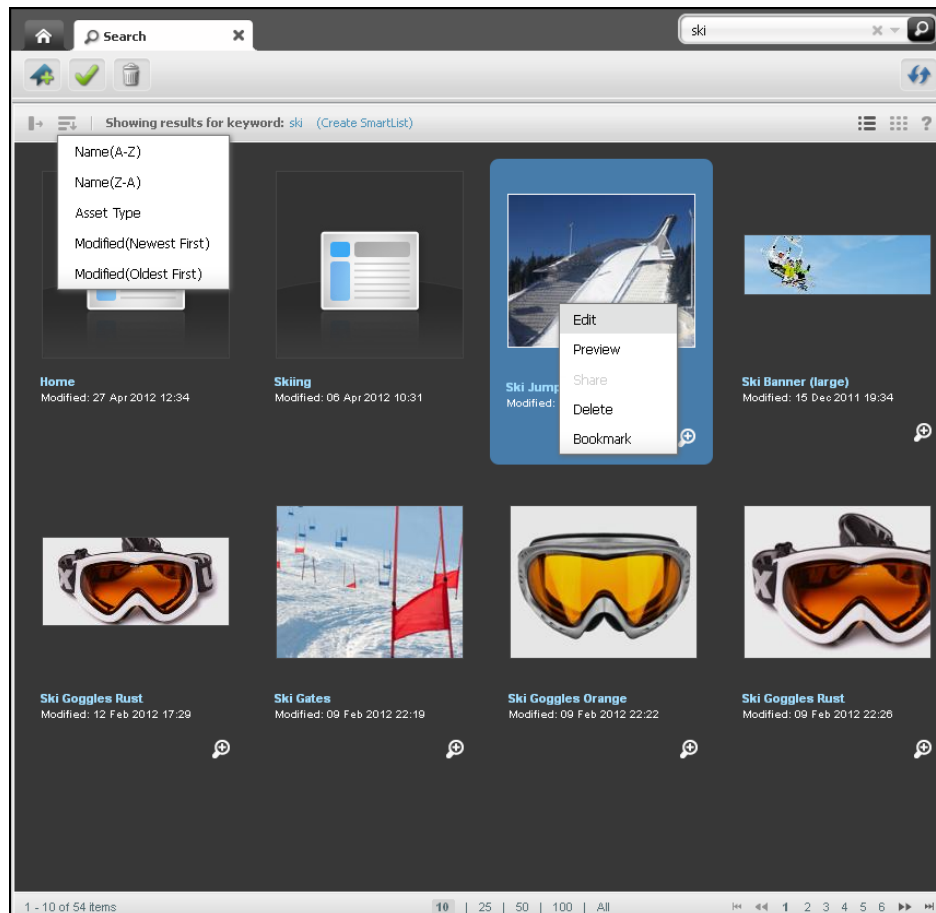 Search
ski
Showing results for keyword: ski (Create SmartList)
?
Name(A-Z)
Name(Z-A)
Asset Type
Modified(Newest First)
Modified(Oldest First)
Edit
Preview
Share
Delete
Bookmark
Home
Modified: 27 Apr 2012 12:34
Skiing
Modified: 06 Apr 2012 10:31
Ski Jump
Modified:
Ski Banner (large)
Modified: 15 Dec 2011 19:34
Ski Goggles Rust
Modified: 12 Feb 2012 17:29
Ski Gates
Modified: 09 Feb 2012 22:19
Ski Goggles Orange
Modified: 09 Feb 2012 22:22
Ski Goggles Rust
Modified: 09 Feb 2012 22:26
1 - 10 of 54 items
10 | 25 | 50 | 100 | All
1 2 3 4 5 6